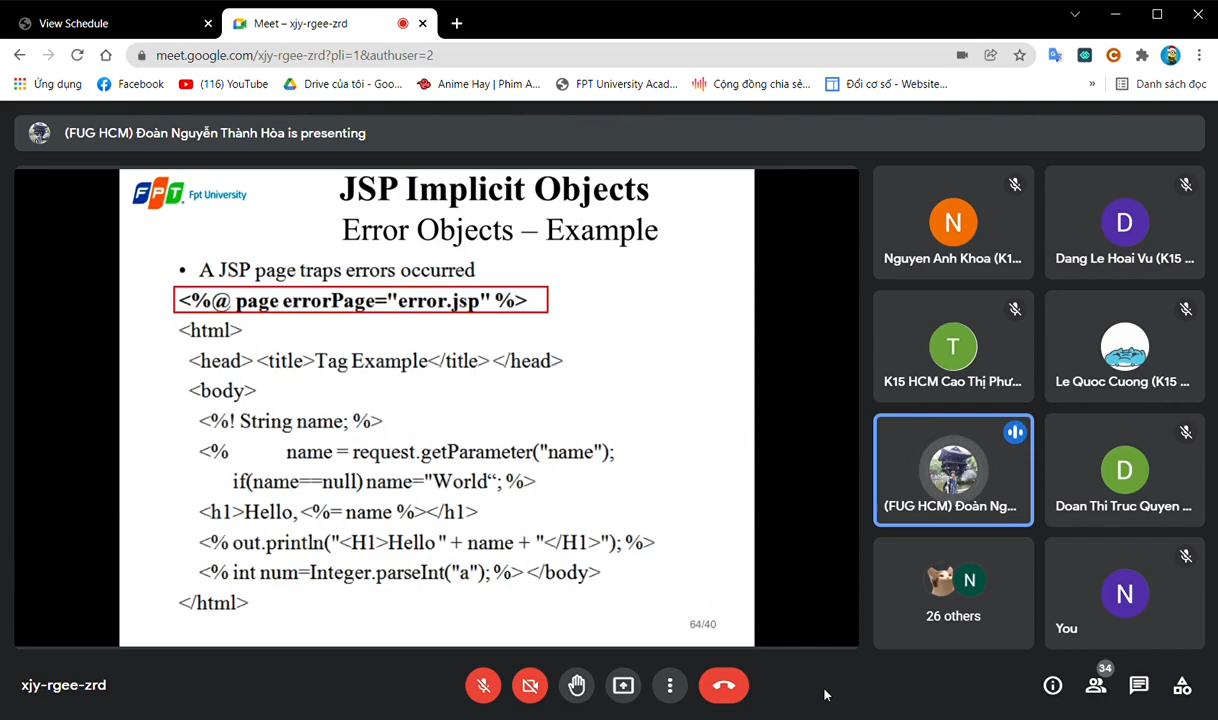 View Schedule
Meet – xjy-rgee-zrd
meet.google.com/xjy-rgee-zrd?pli=1&authuser=2
Ứng dụng
Facebook
(116) YouTube
Drive của tôi - Goo...
Anime Hay | Phim A...
FPT University Acad...
Cộng đồng chia sẻ...
Đổi cơ số - Website...
»
Danh sách đọc
(FUG HCM) Đoàn Nguyễn Thành Hòa is presenting
FPT Fpt University
JSP Implicit Objects
Error Objects – Example
• A JSP page traps errors occurred
<%@ page errorPage="error.jsp" %>
<html>
<head><title>Tag Example</title></head>
<body>
<%! String name; %>
<% name = request.getParameter("name");
if(name==null) name="World“; %>
<h1>Hello, <%= name %></h1>
<% out.println("<H1>Hello " + name + "</H1>"); %>
<% int num=Integer.parseInt("a"); %></body>
</html>
64/40
N
Nguyen Anh Khoa (K1...
D
Dang Le Hoai Vu (K15 ...
T
K15 HCM Cao Thị Phư...
Le Quoc Cuong (K15 ...
(FUG HCM) Đoàn Ng...
D
Doan Thi Truc Quyen ...
N
26 others
N
You
xjy-rgee-zrd
34